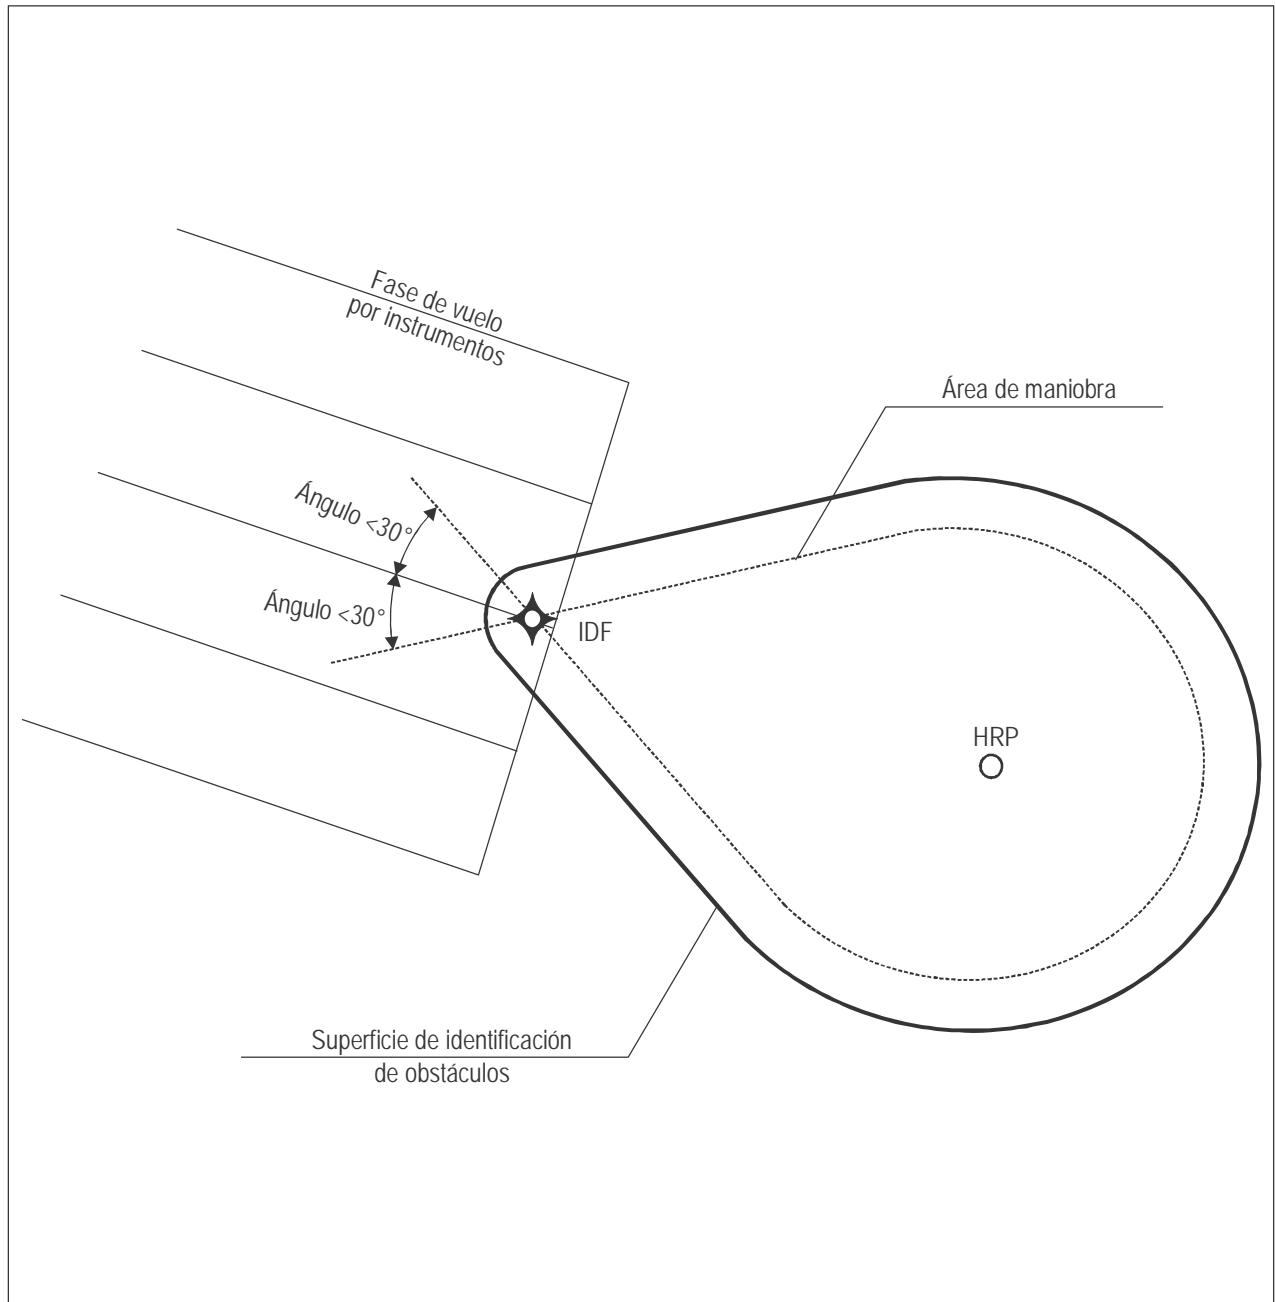 Fase de vuelo
por instrumentos
Área de maniobra
Ángulo <30°
Ángulo <30°
IDF
HRP
Superficie de identificación
de obstáculos